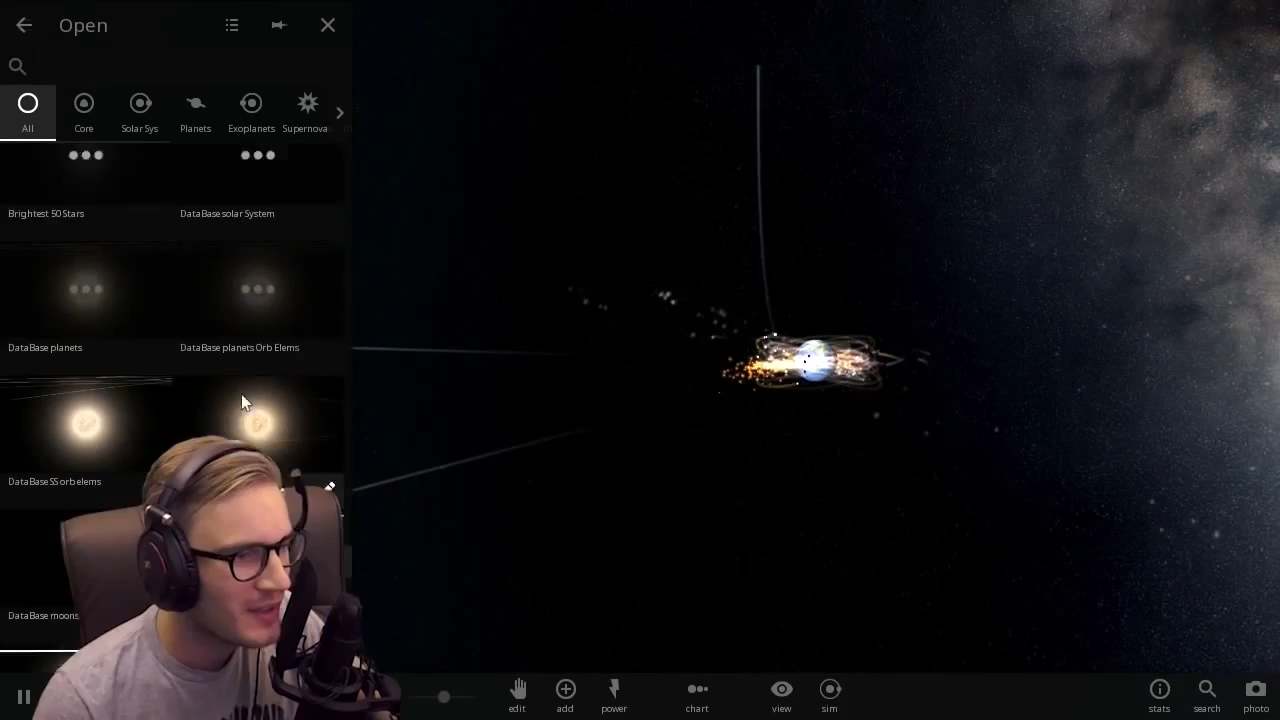 Open
All
Core
Solar Sys
Planets
Exoplanets
Supernova
Brightest 50 Stars
DataBase solar System
DataBase planets
DataBase planets Orb Elems
DataBase SS orb elems
DataBase moons
edit
add
power
chart
view
sim
stats
search
photo